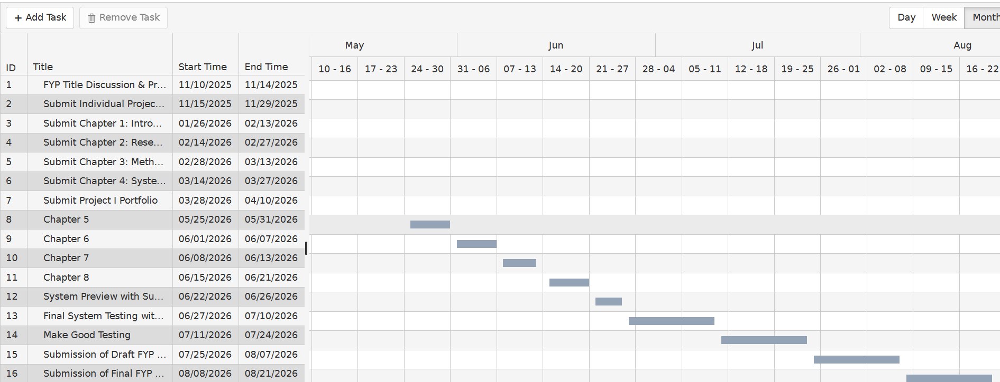 + Add Task Remove Task Day Week Month
May Jun Jul Aug
ID Title Start Time End Time 10 - 16 17 - 23 24 - 30 31 - 06 07 - 13 14 - 20 21 - 27 28 - 04 05 - 11 12 - 18 19 - 25 26 - 01 02 - 08 09 - 15 16 - 22
1 FYP Title Discussion & Pr... 11/10/2025 11/14/2025
2 Submit Individual Projec... 11/15/2025 11/29/2025
3 Submit Chapter 1: Intro... 01/26/2026 02/13/2026
4 Submit Chapter 2: Rese... 02/14/2026 02/27/2026
5 Submit Chapter 3: Meth... 02/28/2026 03/13/2026
6 Submit Chapter 4: Syste... 03/14/2026 03/27/2026
7 Submit Project I Portfolio 03/28/2026 04/10/2026
8 Chapter 5 05/25/2026 05/31/2026
9 Chapter 6 06/01/2026 06/07/2026
10 Chapter 7 06/08/2026 06/13/2026
11 Chapter 8 06/15/2026 06/21/2026
12 System Preview with Su... 06/22/2026 06/26/2026
13 Final System Testing wit... 06/27/2026 07/10/2026
14 Make Good Testing 07/11/2026 07/24/2026
15 Submission of Draft FYP ... 07/25/2026 08/07/2026
16 Submission of Final FYP ... 08/08/2026 08/21/2026